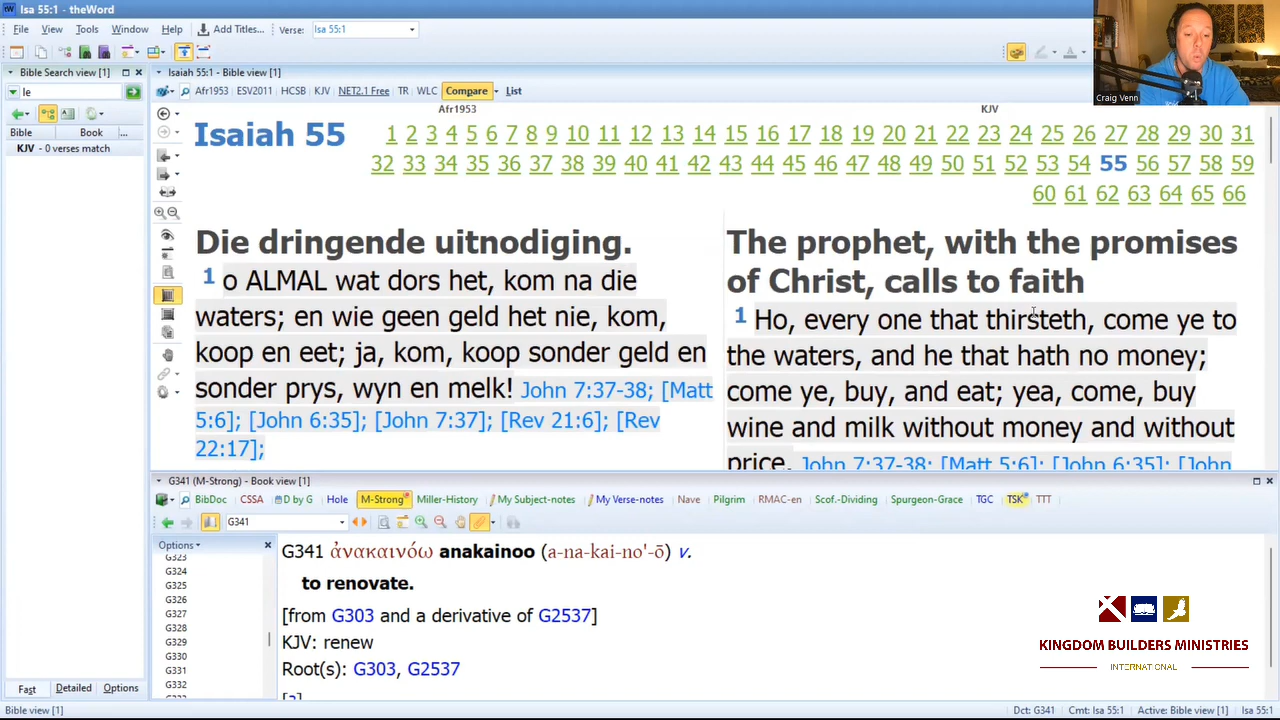 Isa 55:1 - theWord
File View Tools Window Help Add Titles... Verse: Isa 55:1
Bible Search view [1]
le
Bible Book ...
KJV - 0 verses match
Fast Detailed Options
Bible view [1]
Isaiah 55:1 - Bible view [1]
Afr1953 ESV2011 HCSB KJV NET2.1 Free TR WLC Compare List
Afr1953 KJV
Isaiah 55
1 2 3 4 5 6 7 8 9 10 11 12 13 14 15 16 17 18 19 20 21 22 23 24 25 26 27 28 29 30 31
32 33 34 35 36 37 38 39 40 41 42 43 44 45 46 47 48 49 50 51 52 53 54 55 56 57 58 59
60 61 62 63 64 65 66
Die dringende uitnodiging.
1 o ALMAL wat dors het, kom na die
waters; en wie geen geld het nie, kom,
koop en eet; ja, kom, koop sonder geld en
sonder prys, wyn en melk! John 7:37-38; [Matt
5:6]; [John 6:35]; [John 7:37]; [Rev 21:6]; [Rev
22:17];
The prophet, with the promises
of Christ, calls to faith
1 Ho, every one that thirsteth, come ye to
the waters, and he that hath no money;
come ye, buy, and eat; yea, come, buy
wine and milk without money and without
price. John 7:37-38; [Matt 5:6]; [John 6:35]; [John
Craig Venn
G341 (M-Strong) - Book view [1]
BibDoc CSSA D by G Hole M-Strong Miller-History My Subject-notes My Verse-notes Nave Pilgrim RMAC-en Scof.-Dividing Spurgeon-Grace TGC TSK TTT
G341
Options
G323
G324
G325
G326
G327
G328
G329
G330
G331
G332
G341 ἀνακαινόω anakainoo (a-na-kai-no'-ō) v.
to renovate.
[from G303 and a derivative of G2537]
KJV: renew
Root(s): G303, G2537
KINGDOM BUILDERS MINISTRIES
INTERNATIONAL
Dct: G341 Cmt: Isa 55:1 Active: Bible view [1] Isa 55:1